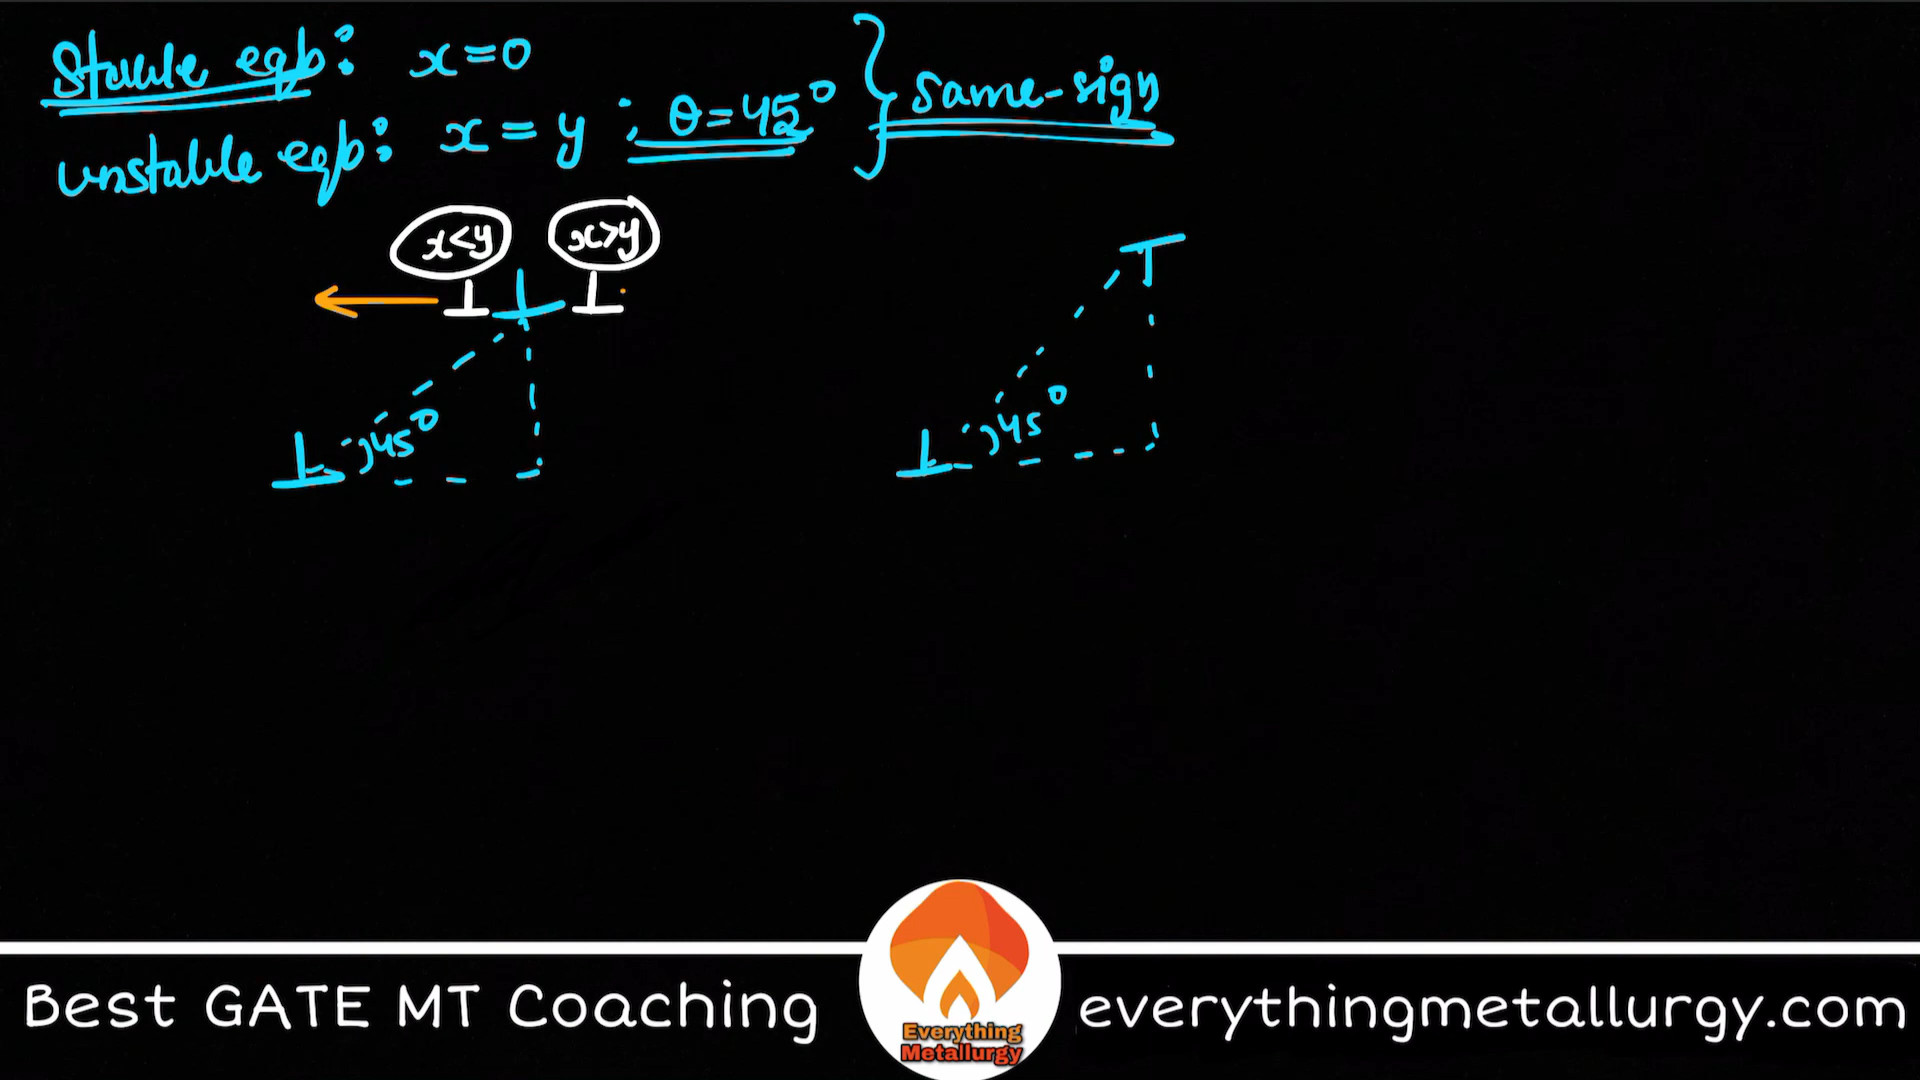 Stable eqb: x=0
unstable eqb: x = y ; θ=45° } same-sign
x<y x>y
45° 45°
Best GATE MT Coaching everythingmetallurgy.com
Everything
Metallurgy